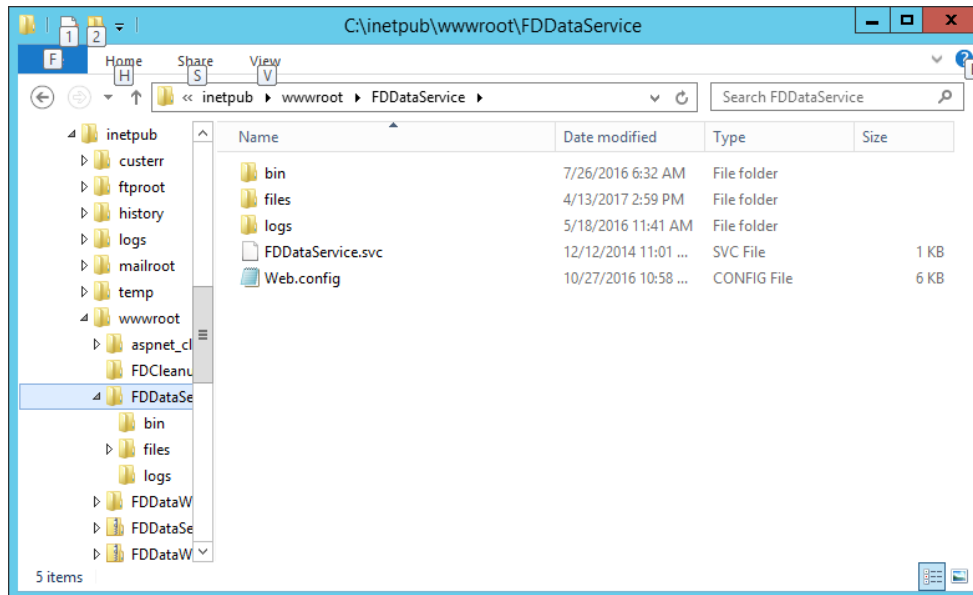 C:\inetpub\wwwroot\FDDataService
1 2
F Home Share View
H S V
« inetpub wwwroot FDDataService Search FDDataService
inetpub
custerr
ftproot
history
logs
mailroot
temp
wwwroot
aspnet_cl
FDCleanu
FDDataSe
bin
files
logs
FDDataW
FDDataSe
FDDataW
Name Date modified Type Size
bin 7/26/2016 6:32 AM File folder
files 4/13/2017 2:59 PM File folder
logs 5/18/2016 11:41 AM File folder
FDDataService.svc 12/12/2014 11:01 ... SVC File 1 KB
Web.config 10/27/2016 10:58 ... CONFIG File 6 KB
5 items